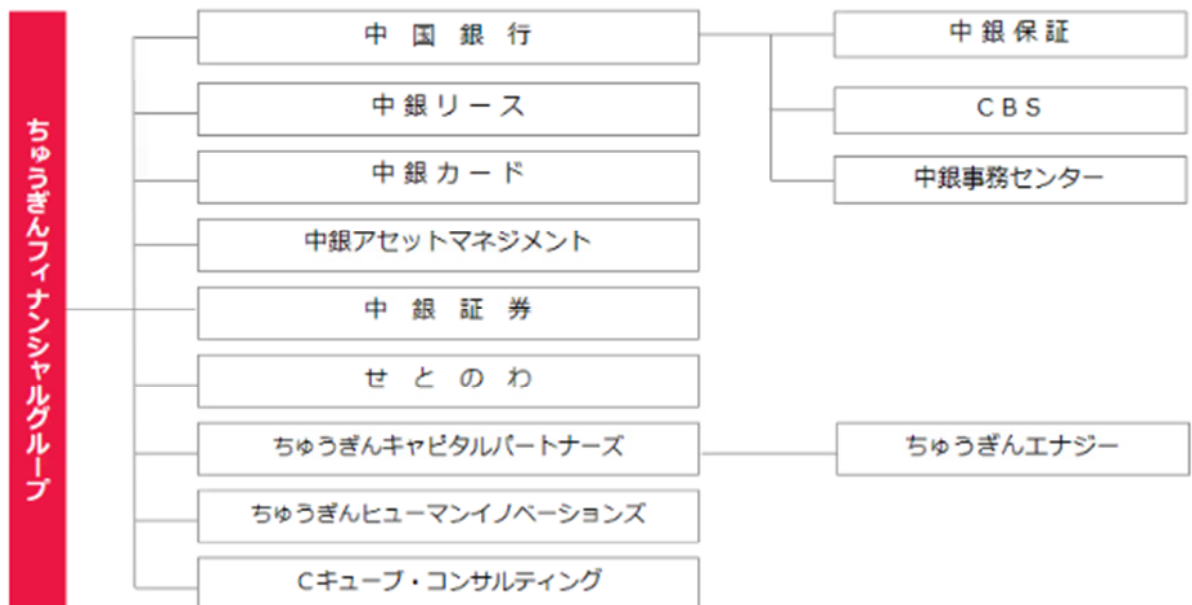 ちゅうぎんフィナンシャルグループ
中国銀行
中銀保証
CBS
中銀事務センター
中銀リース
中銀カード
中銀アセットマネジメント
中銀証券
せとのわ
ちゅうぎんキャピタルパートナーズ
ちゅうぎんエナジー
ちゅうぎんヒューマンイノベーションズ
Cキューブ・コンサルティング